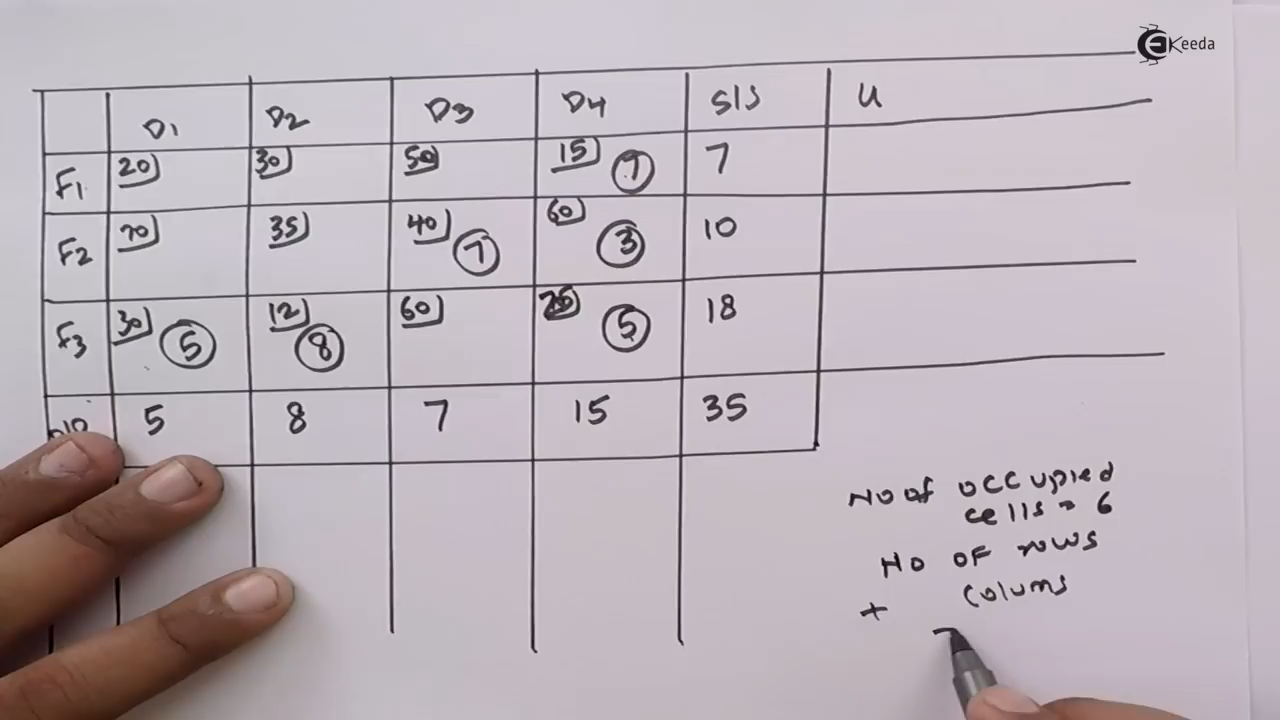 Keeda
D1 D2 D3 D4 S/S U
F1 20 30 50 15 7 7
F2 70 35 40 7 60 3 10
F3 30 5 12 8 60 5 18
5 8 7 15 35
No of occupied
cells = 6
No of rows
+ colums